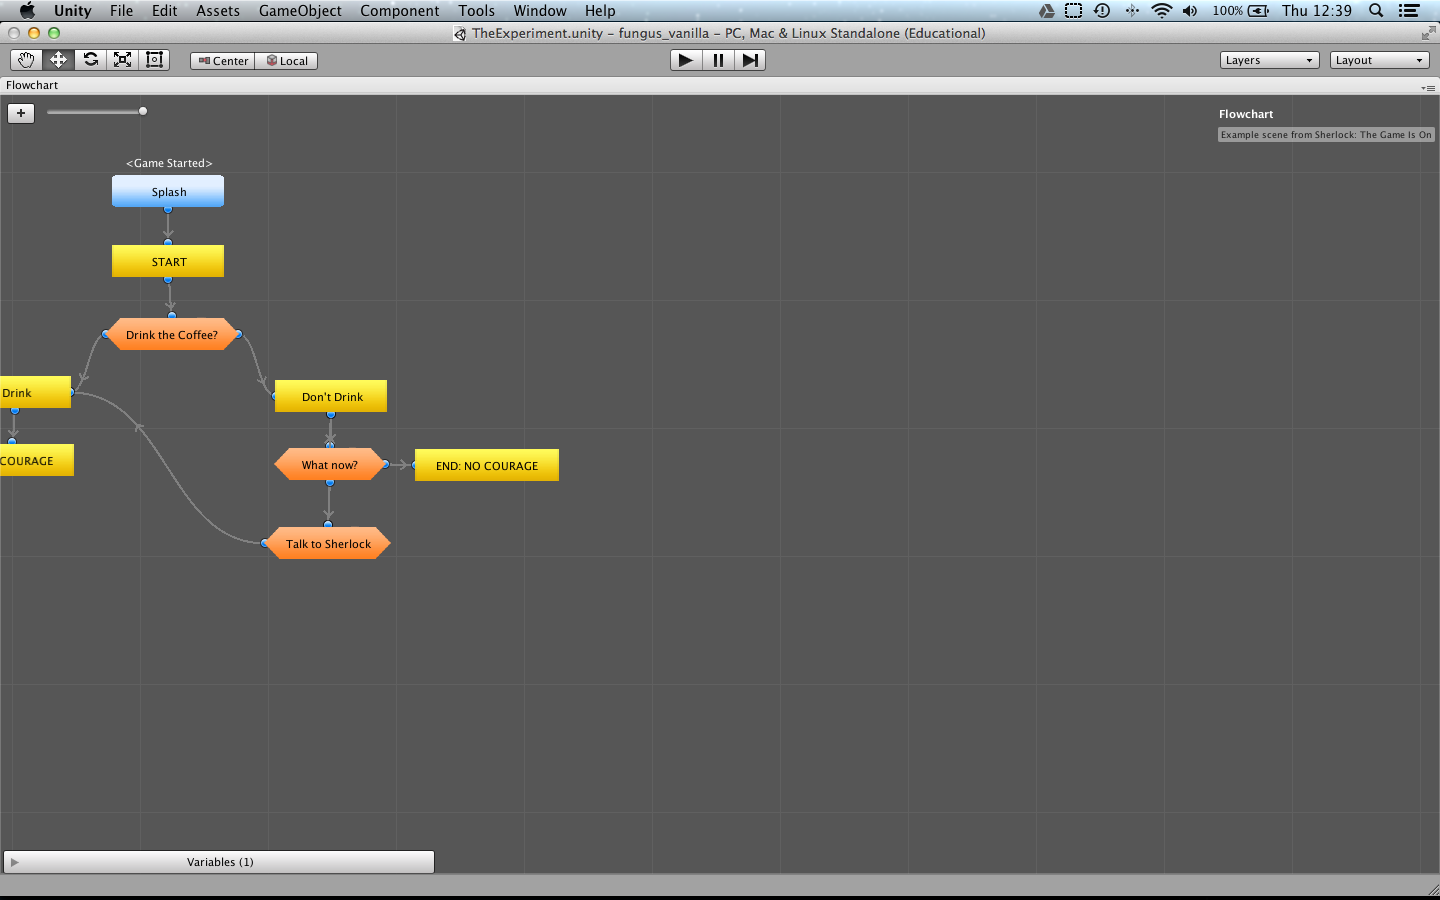 Unity File Edit Assets GameObject Component Tools Window Help 100% Thu 12:39
TheExperiment.unity – fungus_vanilla – PC, Mac & Linux Standalone (Educational)
Center Local Layers Layout
Flowchart
+
Flowchart
Example scene from Sherlock: The Game Is On
<Game Started>
Splash
START
Drink the Coffee?
Drink
Don't Drink
COURAGE
What now?
END: NO COURAGE
Talk to Sherlock
Variables (1)